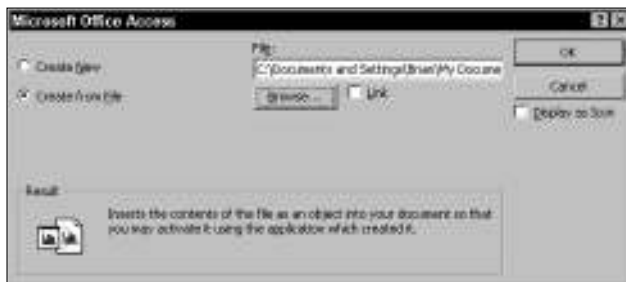 Microsoft Office Access
Create New
Create from File
File:
C:\Documents and Settings\Brian\My Docume
Browse...
Link
OK
Cancel
Display as Icon
Result
Inserts the contents of the file as an object into your document so that
you may activate it using the application which created it.